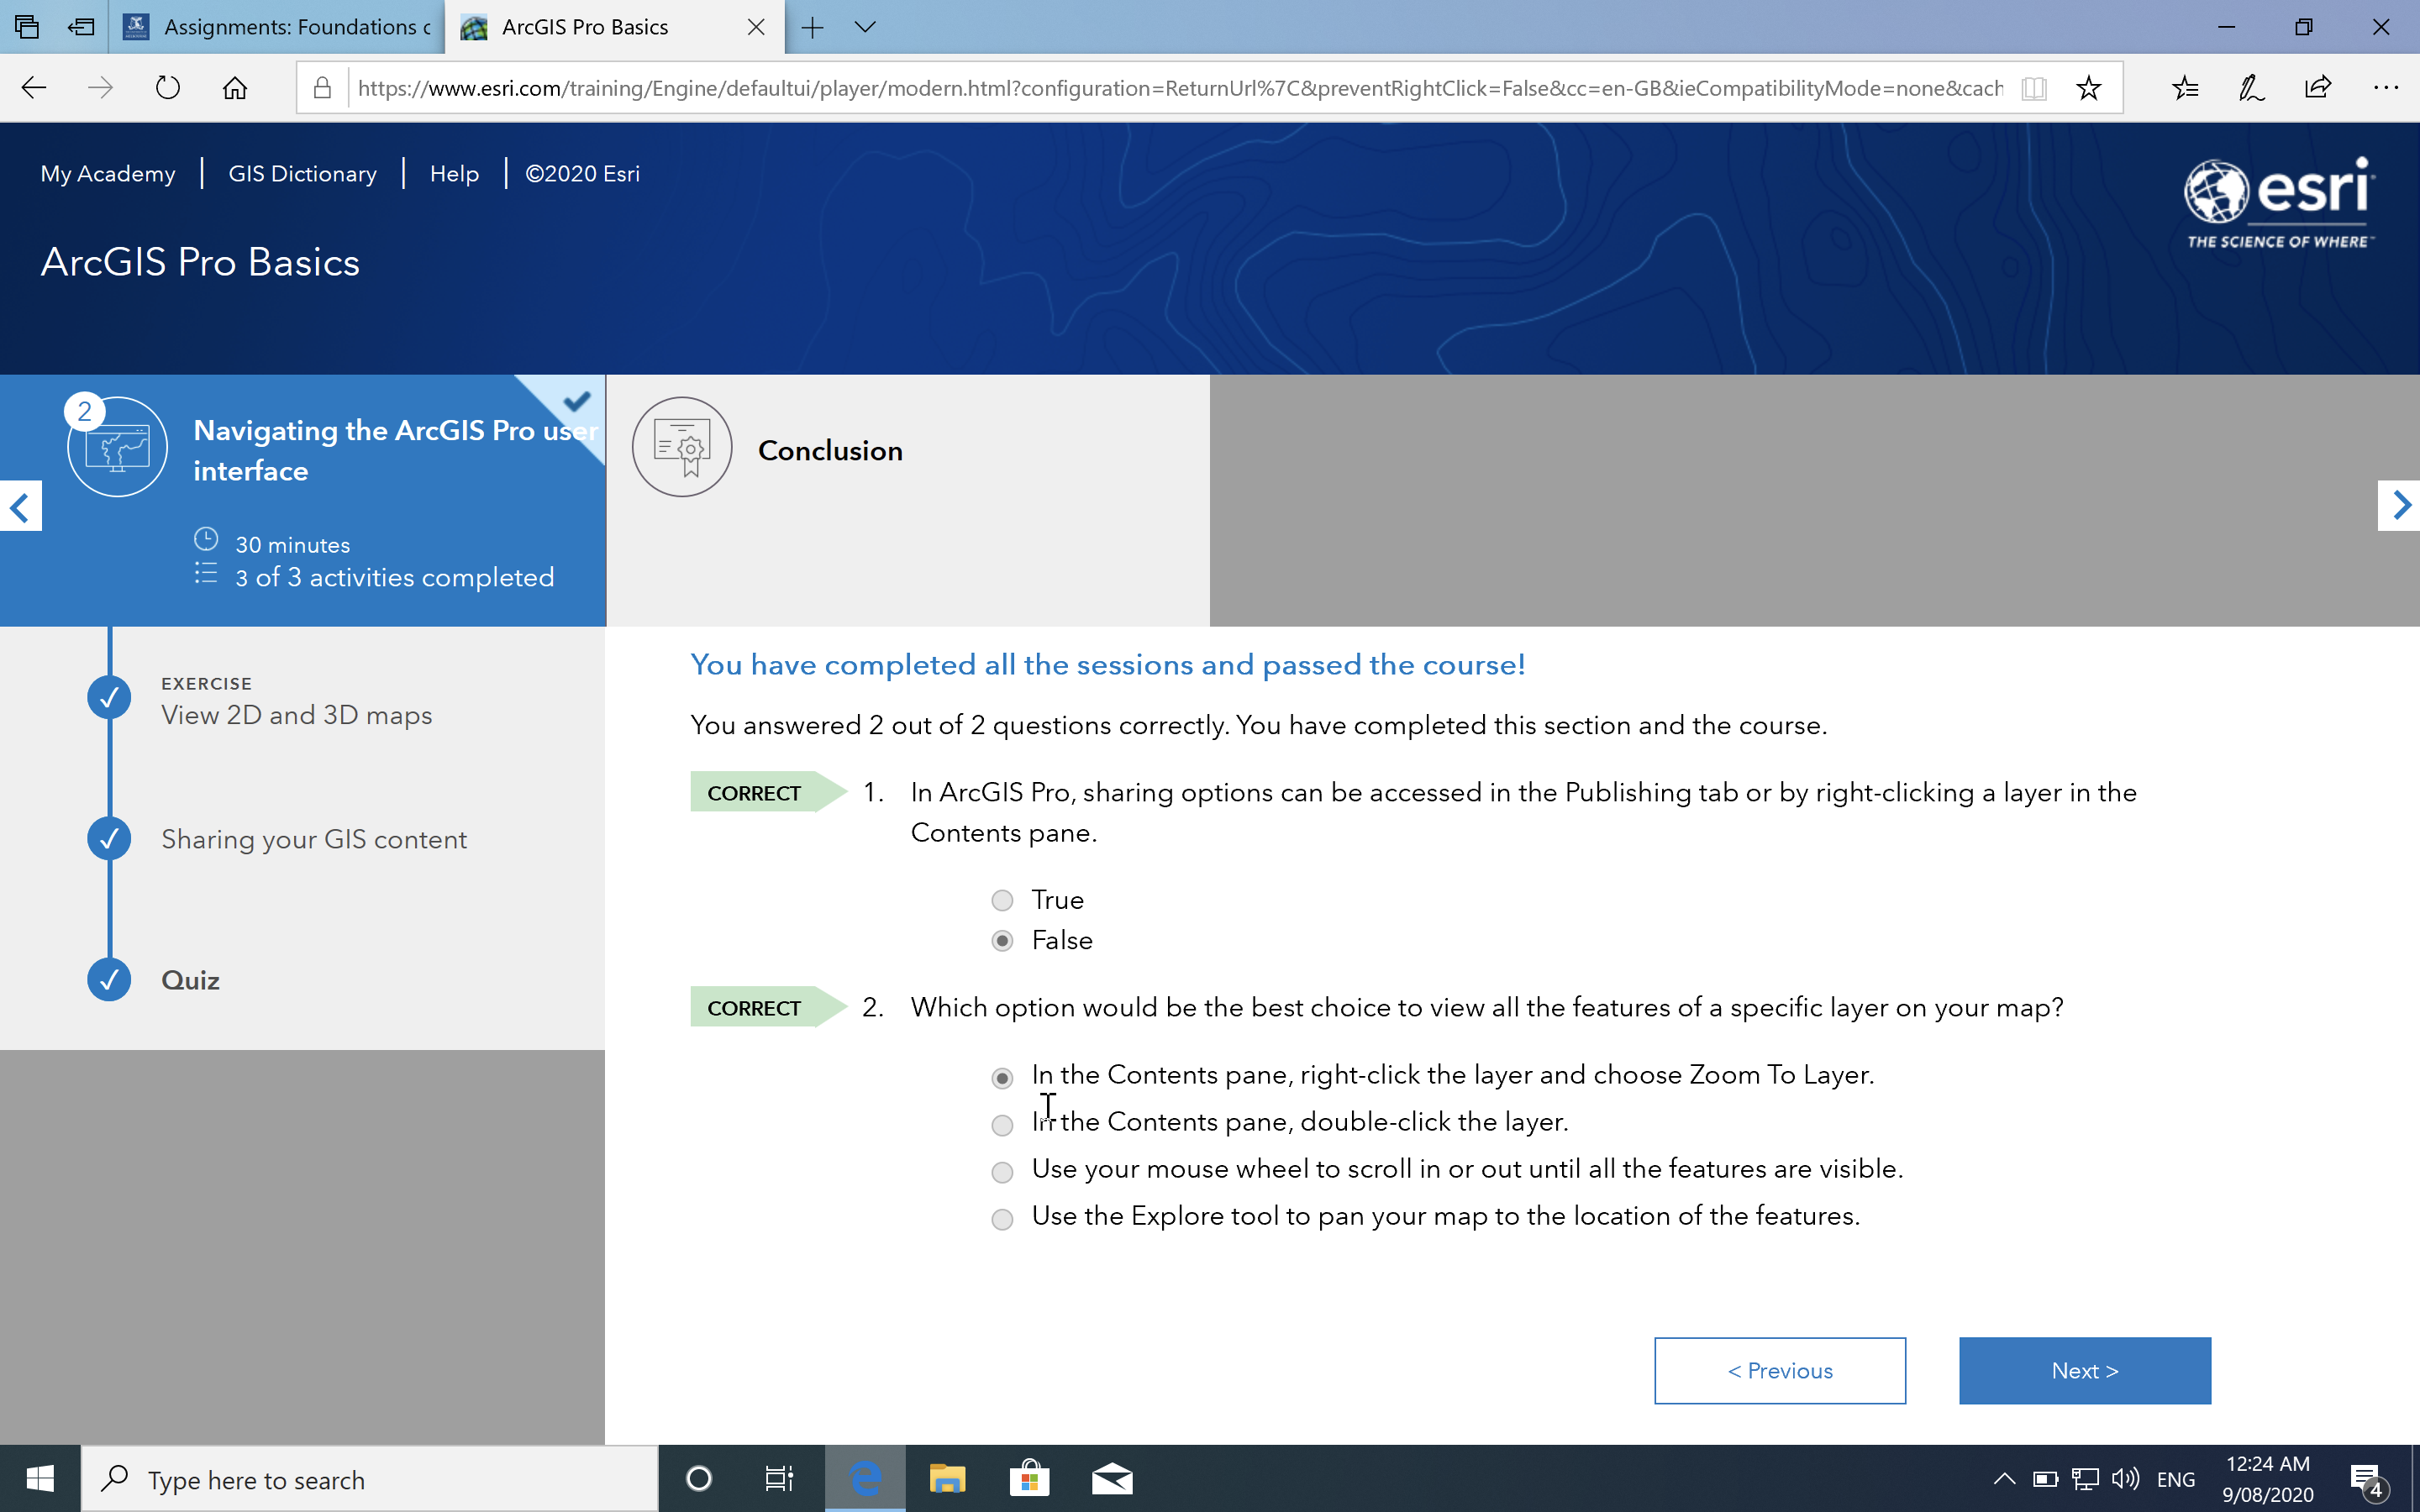 Assignments: Foundations c
ArcGIS Pro Basics
https://www.esri.com/training/Engine/defaultui/player/modern.html?configuration=ReturnUrl%7C&preventRightClick=False&cc=en-GB&ieCompatibilityMode=none&cach
My Academy | GIS Dictionary | Help | ©2020 Esri
esri
THE SCIENCE OF WHERE™
ArcGIS Pro Basics
2
Navigating the ArcGIS Pro user
interface
30 minutes
3 of 3 activities completed
Conclusion
EXERCISE
View 2D and 3D maps
Sharing your GIS content
Quiz
You have completed all the sessions and passed the course!
You answered 2 out of 2 questions correctly. You have completed this section and the course.
CORRECT 1. In ArcGIS Pro, sharing options can be accessed in the Publishing tab or by right-clicking a layer in the
Contents pane.
True
False
CORRECT 2. Which option would be the best choice to view all the features of a specific layer on your map?
In the Contents pane, right-click the layer and choose Zoom To Layer.
In the Contents pane, double-click the layer.
Use your mouse wheel to scroll in or out until all the features are visible.
Use the Explore tool to pan your map to the location of the features.
< Previous
Next >
Type here to search
ENG
12:24 AM
9/08/2020
4